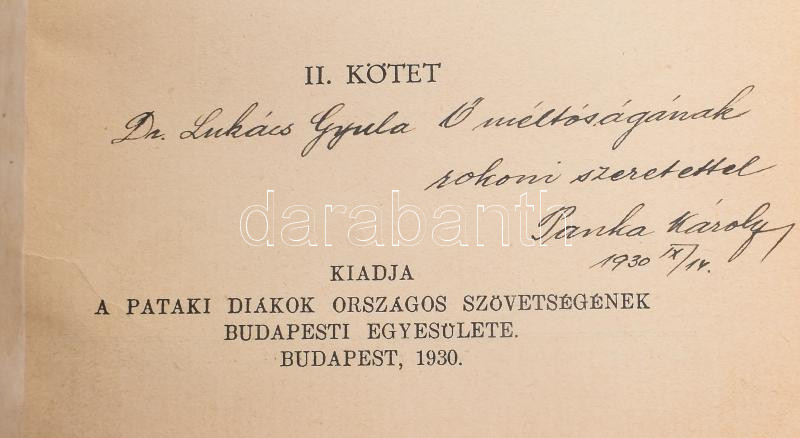 II. KÖTET
Dr. Lukács Gyula Ő méltóságának
rokoni szeretettel
darabanth
Panka Károly
1930 IX/14.
KIADJA
A PATAKI DIÁKOK ORSZÁGOS SZÖVETSÉGÉNEK
BUDAPESTI EGYESÜLETE.
BUDAPEST, 1930.